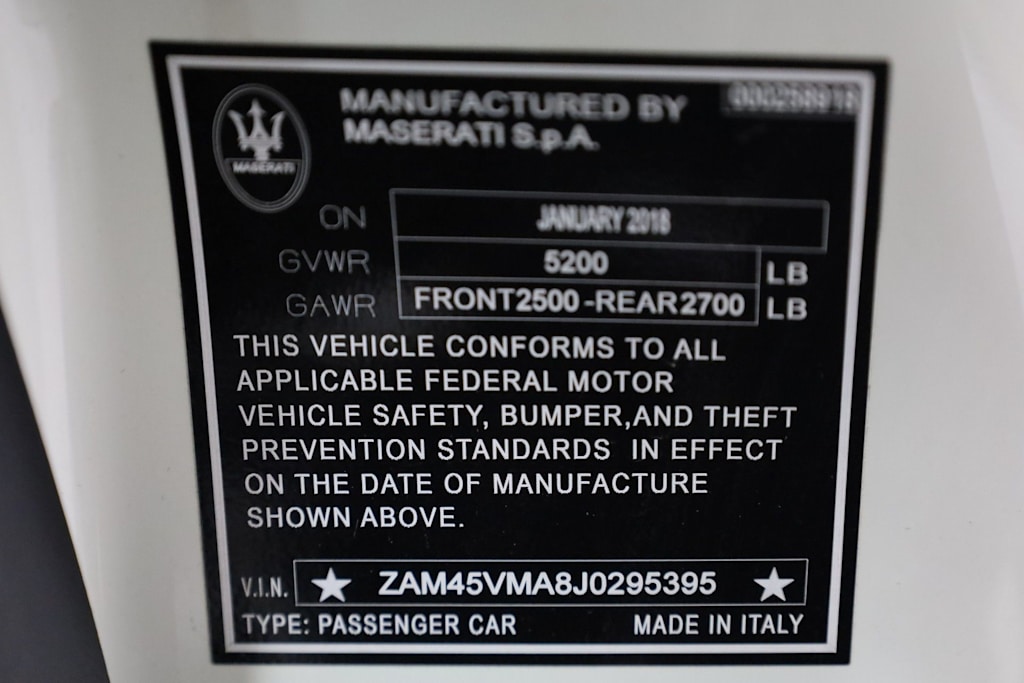 MANUFACTURED BY
MASERATI S.p.A.
MASERATI
ON JANUARY 2018
GVWR 5200 LB
GAWR FRONT2500-REAR2700 LB
THIS VEHICLE CONFORMS TO ALL
APPLICABLE FEDERAL MOTOR
VEHICLE SAFETY, BUMPER,AND THEFT
PREVENTION STANDARDS IN EFFECT
ON THE DATE OF MANUFACTURE
SHOWN ABOVE.
V.I.N. ★ ZAM45VMA8J0295395 ★
TYPE: PASSENGER CAR MADE IN ITALY